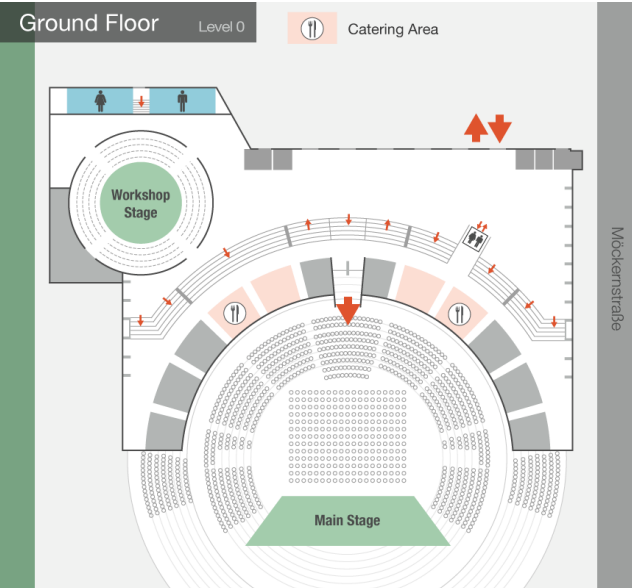 Ground Floor
Level 0
Catering Area
Workshop
Stage
Möckernstraße
Main Stage